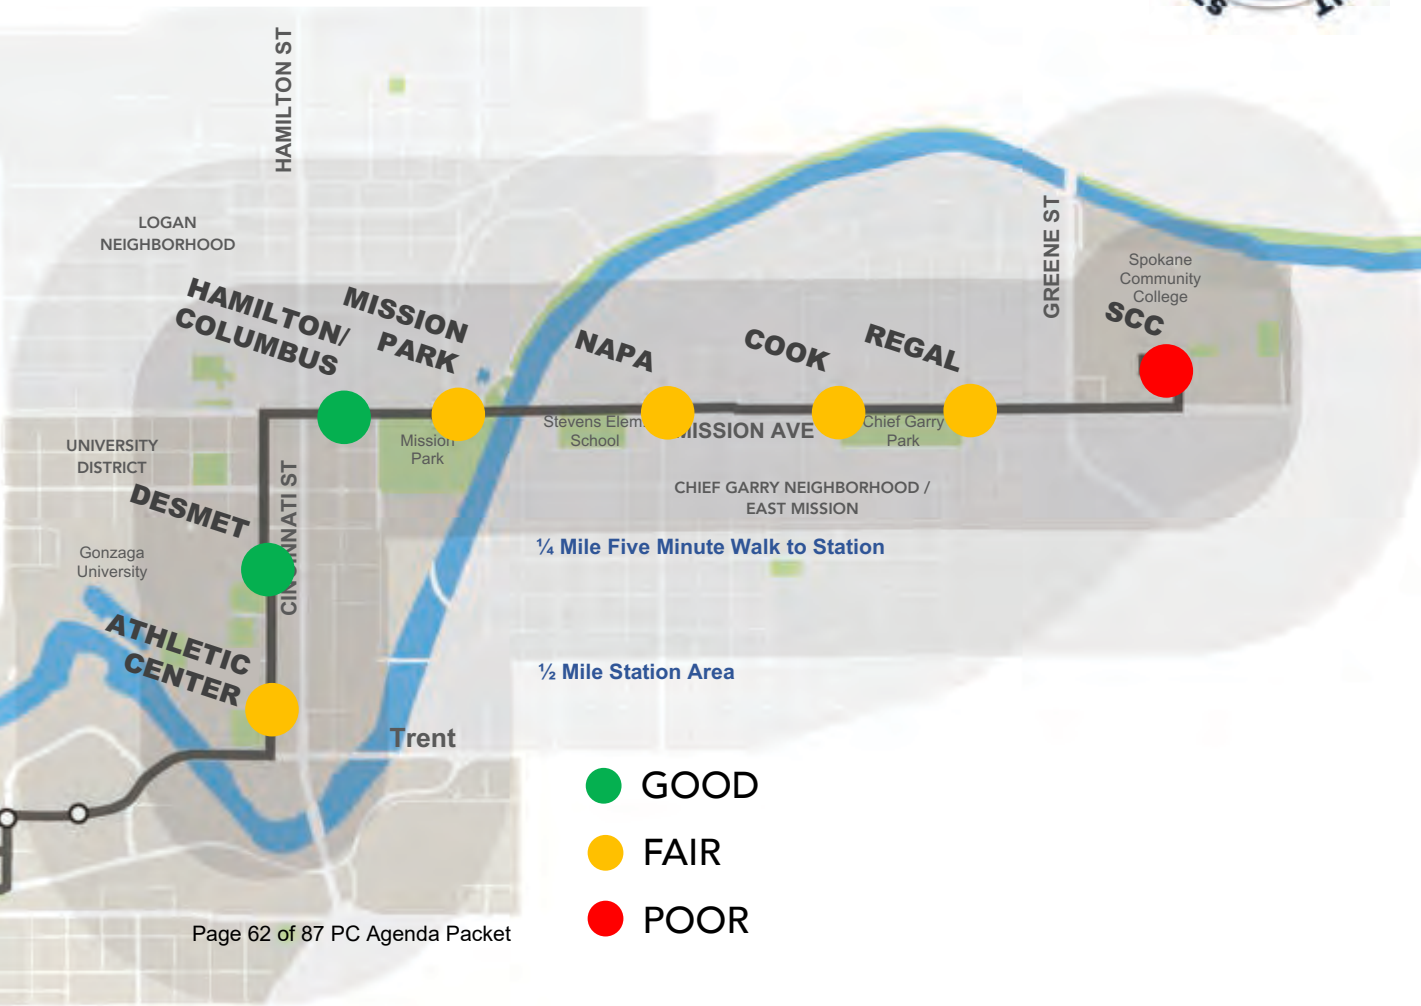 HAMILTON ST
LOGAN
NEIGHBORHOOD
HAMILTON/
COLUMBUS
MISSION
PARK
NAPA
COOK
REGAL
GREENE ST
Spokane
Community
College
SCC
Mission
Park
Stevens Elem.
School
MISSION AVE
Chief Garry
Park
UNIVERSITY
DISTRICT
DESMET
CINCINNATI ST
CHIEF GARRY NEIGHBORHOOD /
EAST MISSION
Gonzaga
University
¼ Mile Five Minute Walk to Station
ATHLETIC
CENTER
½ Mile Station Area
Trent
GOOD
FAIR
POOR
Page 62 of 87 PC Agenda Packet